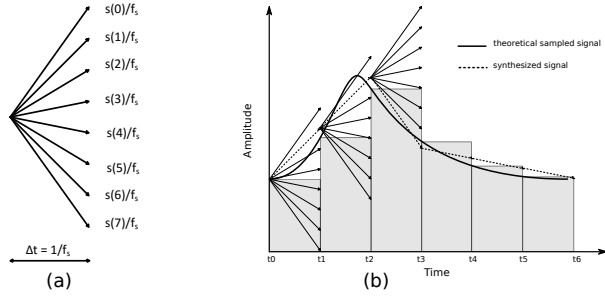 s(0)/fs
s(1)/fs
s(2)/fs
s(3)/fs
s(4)/fs
s(5)/fs
s(6)/fs
s(7)/fs
Δt = 1/fs
(a)
Amplitude
theoretical sampled signal
synthesized signal
t0 t1 t2 t3 t4 t5 t6
Time
(b)